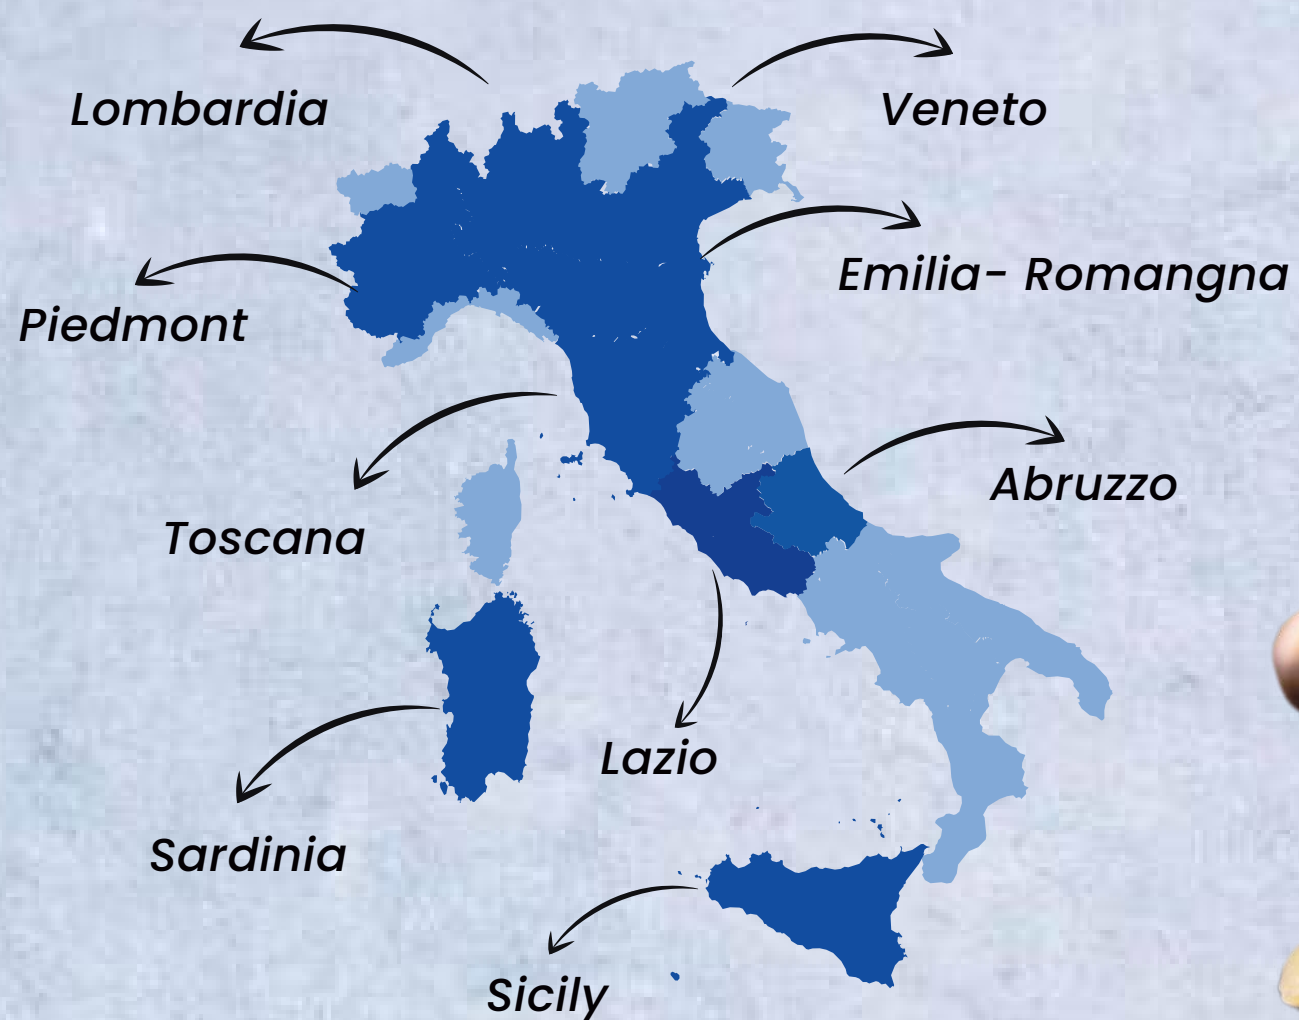 Lombardia
Veneto
Emilia- Romangna
Piedmont
Abruzzo
Toscana
Lazio
Sardinia
Sicily